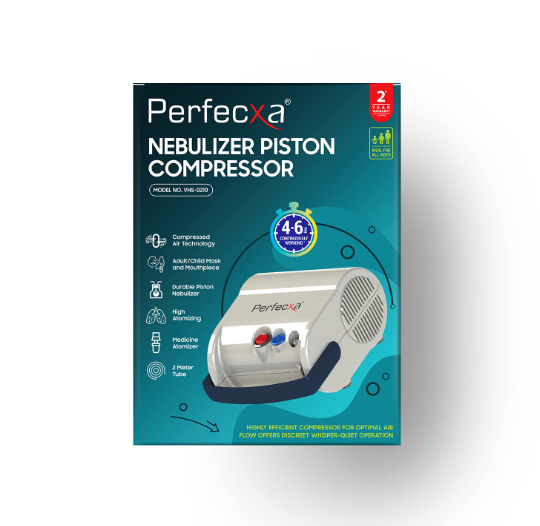 Perfecxa®
2
YEAR
WARRANTY
IDEAL FOR
ALL AGES
NEBULIZER PISTON
COMPRESSOR
MODEL NO. VHS-0210
4-6
CONTINUOUSLY
WORKING
Compressed
Air Technology
Adult/Child Mask
and Mouthpiece
Durable Piston
Nebulizer
High
Atomizing
Medicine
Atomizer
2 Meter
Tube
Perfecxa®
HIGHLY EFFICIENT COMPRESSOR FOR OPTIMAL AIR
FLOW OFFERS DISCREET WHISPER-QUIET OPERATION